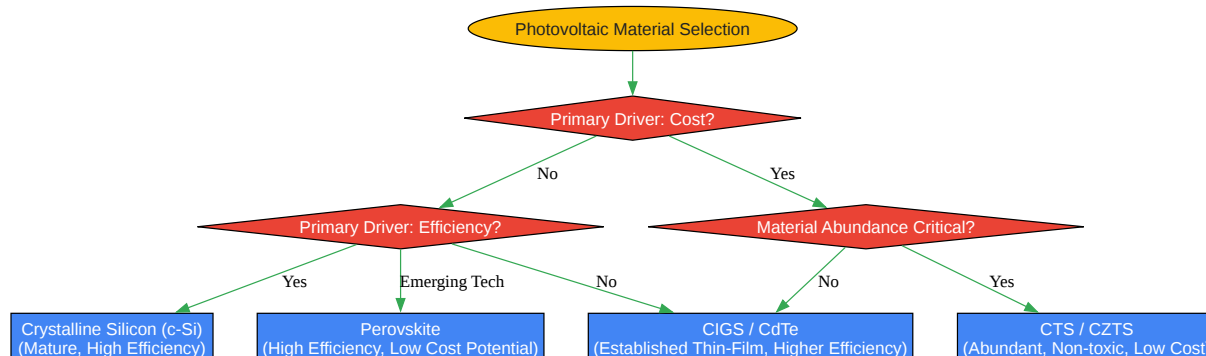 Photovoltaic Material Selection
Primary Driver: Cost?
No
Yes
Primary Driver: Efficiency?
Material Abundance Critical?
Yes
Emerging Tech
No
No
Yes
Crystalline Silicon (c-Si)
(Mature, High Efficiency)
Perovskite
(High Efficiency, Low Cost Potential)
CIGS / CdTe
(Established Thin-Film, Higher Efficiency)
CTS / CZTS
(Abundant, Non-toxic, Low Cost)